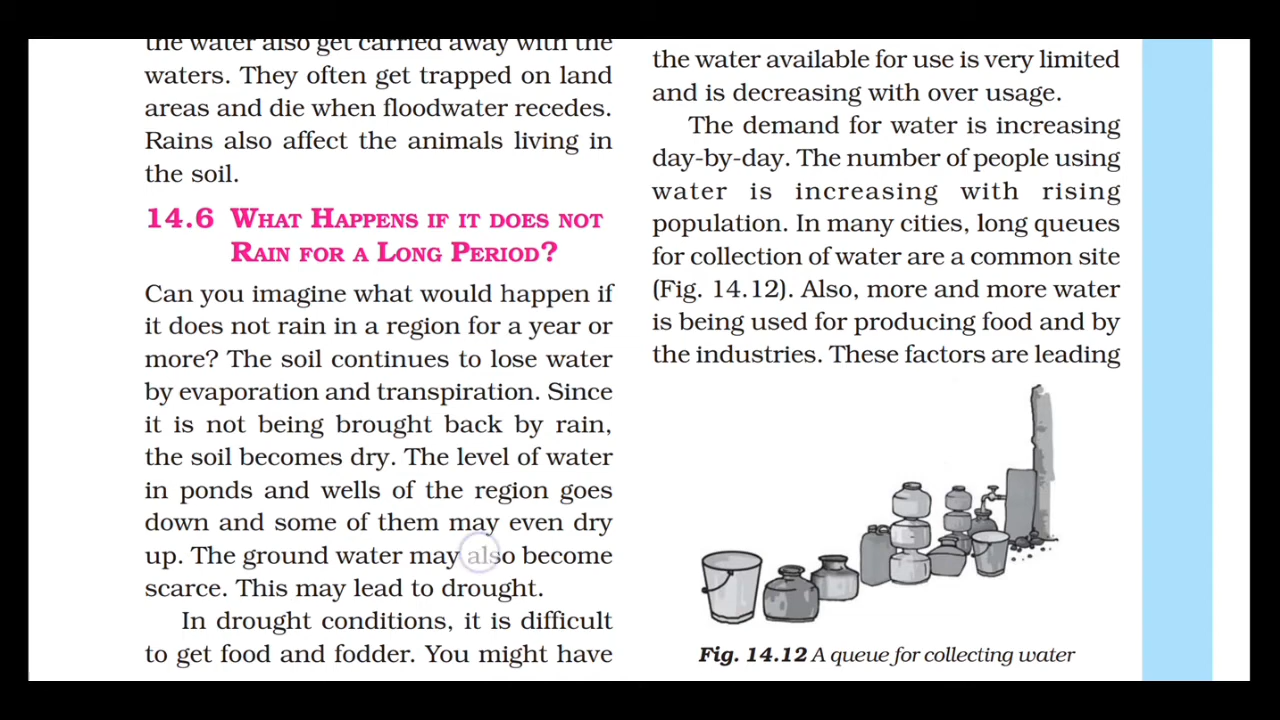 the water also get carried away with the
waters. They often get trapped on land
areas and die when floodwater recedes.
Rains also affect the animals living in
the soil.
14.6 WHAT HAPPENS IF IT DOES NOT
RAIN FOR A LONG PERIOD?
Can you imagine what would happen if
it does not rain in a region for a year or
more? The soil continues to lose water
by evaporation and transpiration. Since
it is not being brought back by rain,
the soil becomes dry. The level of water
in ponds and wells of the region goes
down and some of them may even dry
up. The ground water may also become
scarce. This may lead to drought.
In drought conditions, it is difficult
to get food and fodder. You might have
the water available for use is very limited
and is decreasing with over usage.
The demand for water is increasing
day-by-day. The number of people using
water is increasing with rising
population. In many cities, long queues
for collection of water are a common site
(Fig. 14.12). Also, more and more water
is being used for producing food and by
the industries. These factors are leading
Fig. 14.12 A queue for collecting water